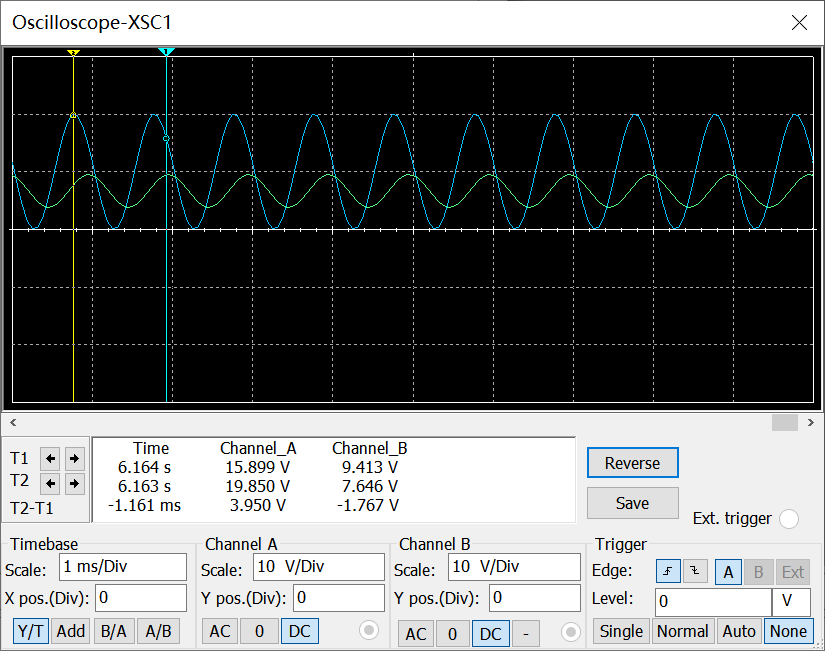 Oscilloscope-XSC1
2 1
T1
T2
T2-T1
Time Channel_A Channel_B
6.164 s 15.899 V 9.413 V
6.163 s 19.850 V 7.646 V
-1.161 ms 3.950 V -1.767 V
Reverse
Save
Ext. trigger
Timebase
Scale: 1 ms/Div
X pos.(Div): 0
Y/T Add B/A A/B
Channel A
Scale: 10 V/Div
Y pos.(Div): 0
AC 0 DC
Channel B
Scale: 10 V/Div
Y pos.(Div): 0
AC 0 DC -
Trigger
Edge: A B Ext
Level: 0 V
Single Normal Auto None